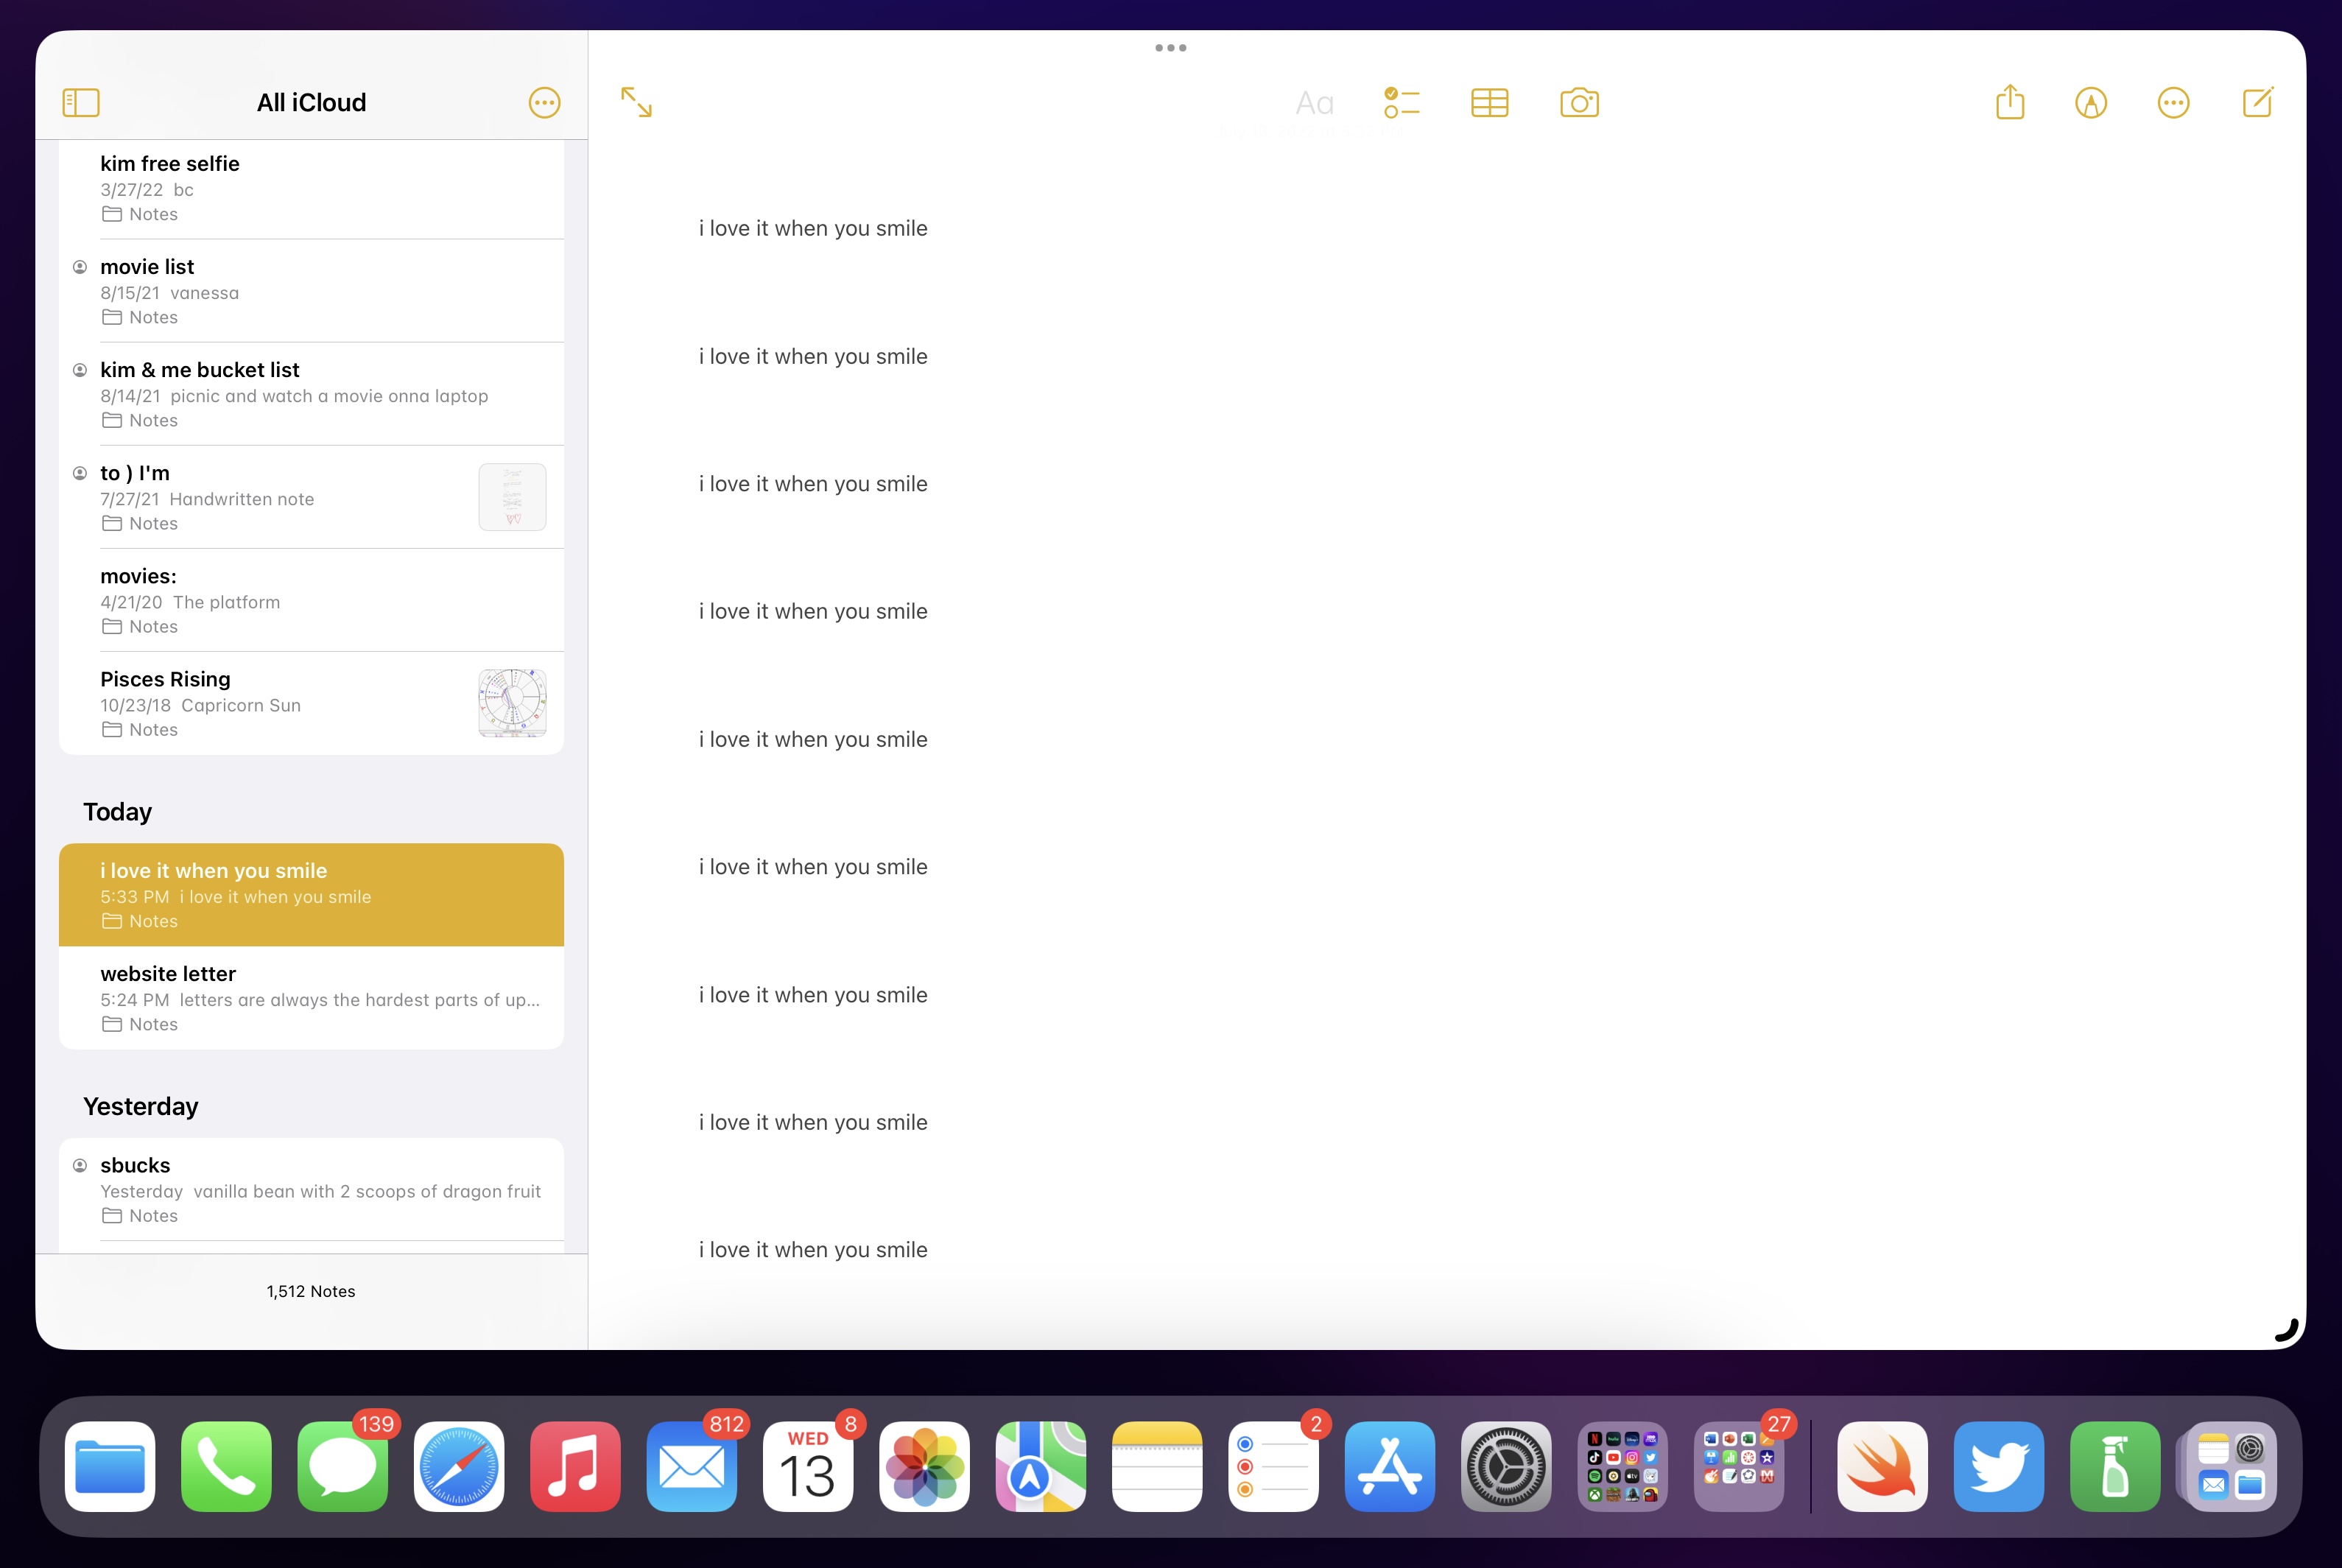 All iCloud
kim free selfie
3/27/22 bc
Notes
movie list
8/15/21 vanessa
Notes
kim & me bucket list
8/14/21 picnic and watch a movie onna laptop
Notes
to ) I'm
7/27/21 Handwritten note
Notes
movies:
4/21/20 The platform
Notes
Pisces Rising
10/23/18 Capricorn Sun
Notes
Today
i love it when you smile
5:33 PM i love it when you smile
Notes
website letter
5:24 PM letters are always the hardest parts of up...
Notes
Yesterday
sbucks
Yesterday vanilla bean with 2 scoops of dragon fruit
Notes
1,512 Notes
Aa
i love it when you smile
i love it when you smile
i love it when you smile
i love it when you smile
i love it when you smile
i love it when you smile
i love it when you smile
i love it when you smile
i love it when you smile
139
812
WED
13
8
2
27